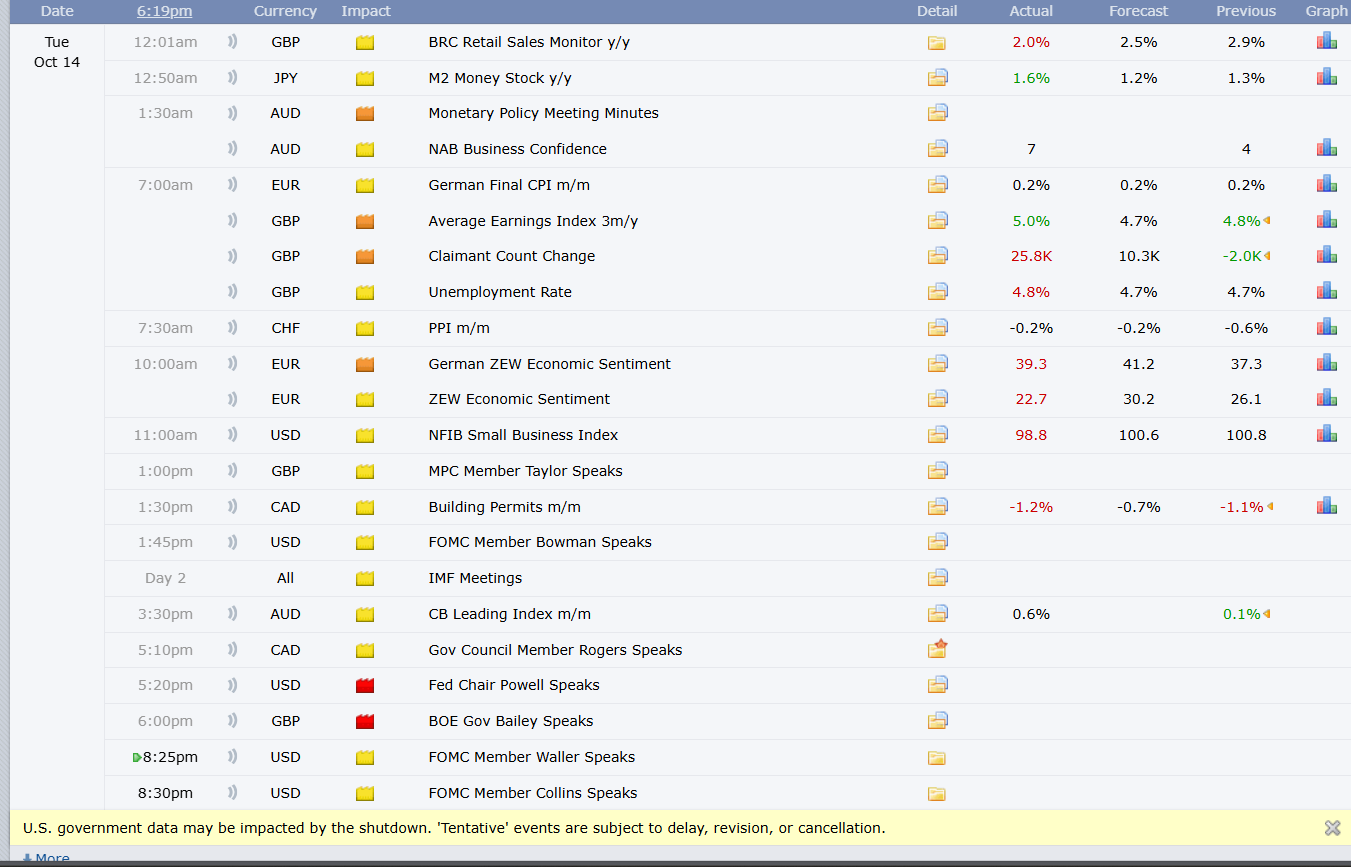 Date 6:19pm Currency Impact Detail Actual Forecast Previous Graph
Tue
Oct 14
12:01am GBP BRC Retail Sales Monitor y/y 2.0% 2.5% 2.9%
12:50am JPY M2 Money Stock y/y 1.6% 1.2% 1.3%
1:30am AUD Monetary Policy Meeting Minutes
AUD NAB Business Confidence 7 4
7:00am EUR German Final CPI m/m 0.2% 0.2% 0.2%
GBP Average Earnings Index 3m/y 5.0% 4.7% 4.8%
GBP Claimant Count Change 25.8K 10.3K -2.0K
GBP Unemployment Rate 4.8% 4.7% 4.7%
7:30am CHF PPI m/m -0.2% -0.2% -0.6%
10:00am EUR German ZEW Economic Sentiment 39.3 41.2 37.3
EUR ZEW Economic Sentiment 22.7 30.2 26.1
11:00am USD NFIB Small Business Index 98.8 100.6 100.8
1:00pm GBP MPC Member Taylor Speaks
1:30pm CAD Building Permits m/m -1.2% -0.7% -1.1%
1:45pm USD FOMC Member Bowman Speaks
Day 2 All IMF Meetings
3:30pm AUD CB Leading Index m/m 0.6% 0.1%
5:10pm CAD Gov Council Member Rogers Speaks
5:20pm USD Fed Chair Powell Speaks
6:00pm GBP BOE Gov Bailey Speaks
8:25pm USD FOMC Member Waller Speaks
8:30pm USD FOMC Member Collins Speaks
U.S. government data may be impacted by the shutdown. 'Tentative' events are subject to delay, revision, or cancellation.
More